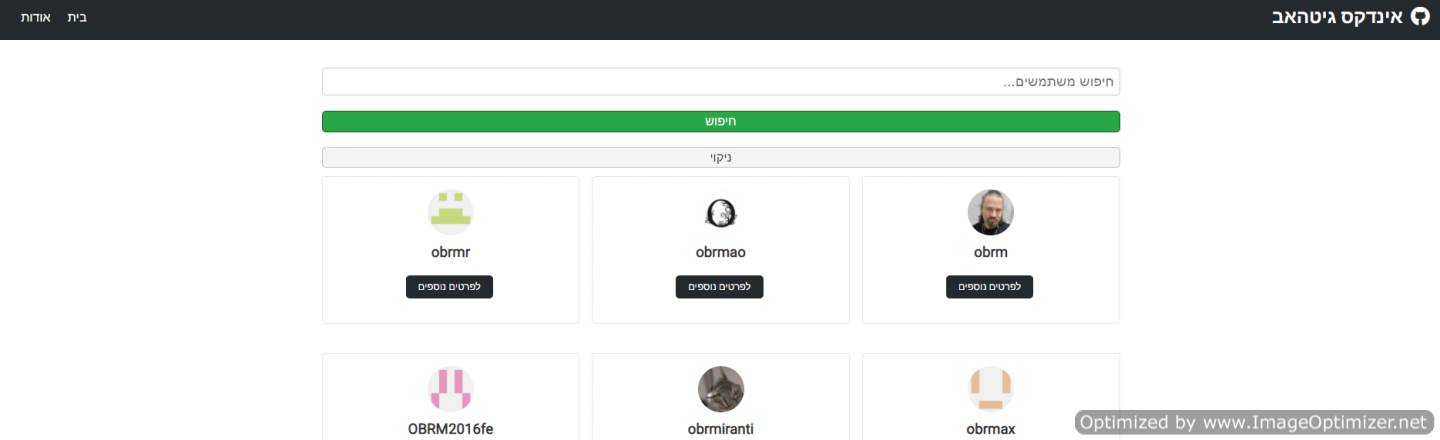 אינדקס גיטהאב
בית אודות
חיפוש משתמשים...
חיפוש
ניקוי
obrm obrmao obrmr
לפרטים נוספים לפרטים נוספים לפרטים נוספים
obrmax obrmiranti OBRM2016fe
Optimized by www.ImageOptimizer.net